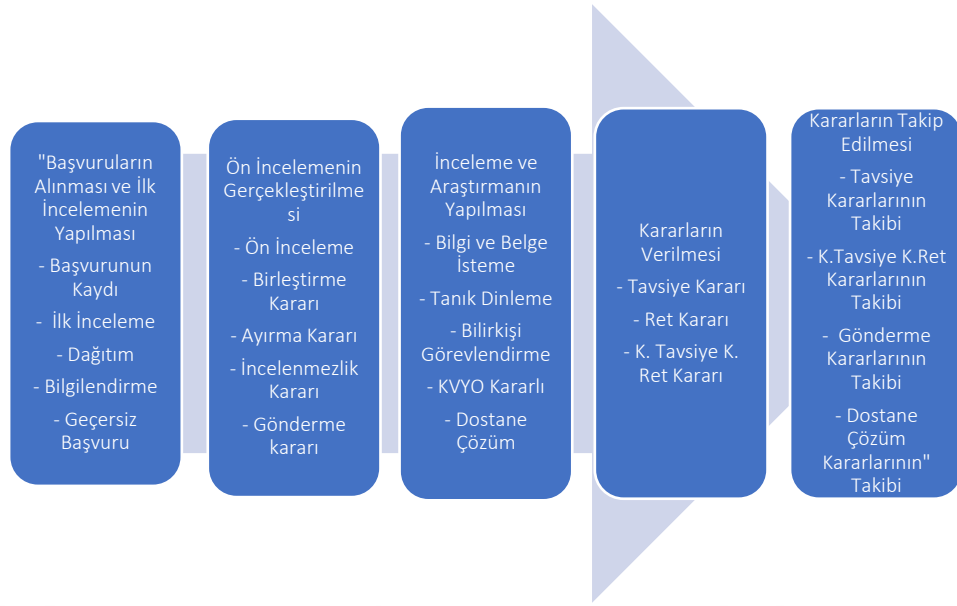 "Başvuruların
Alınması ve İlk
İncelemenin
Yapılması
- Başvurunun
Kaydı
- İlk İnceleme
- Dağıtım
- Bilgilendirme
- Geçersiz
Başvuru
Ön İncelemenin
Gerçekleştirilme
si
- Ön İnceleme
- Birleştirme
Kararı
- Ayırma Kararı
- İncelenmezlik
Kararı
- Gönderme
kararı
İnceleme ve
Araştırmanın
Yapılması
- Bilgi ve Belge
İsteme
- Tanık Dinleme
- Bilirkişi
Görevlendirme
- KVYO Kararlı
- Dostane
Çözüm
Kararların
Verilmesi
- Tavsiye Kararı
- Ret Kararı
- K. Tavsiye K.
Ret Kararı
Kararların Takip
Edilmesi
- Tavsiye
Kararlarının
Takibi
- K.Tavsiye K.Ret
Kararlarının
Takibi
- Gönderme
Kararlarının
Takibi
- Dostane
Çözüm
Kararlarının"
Takibi